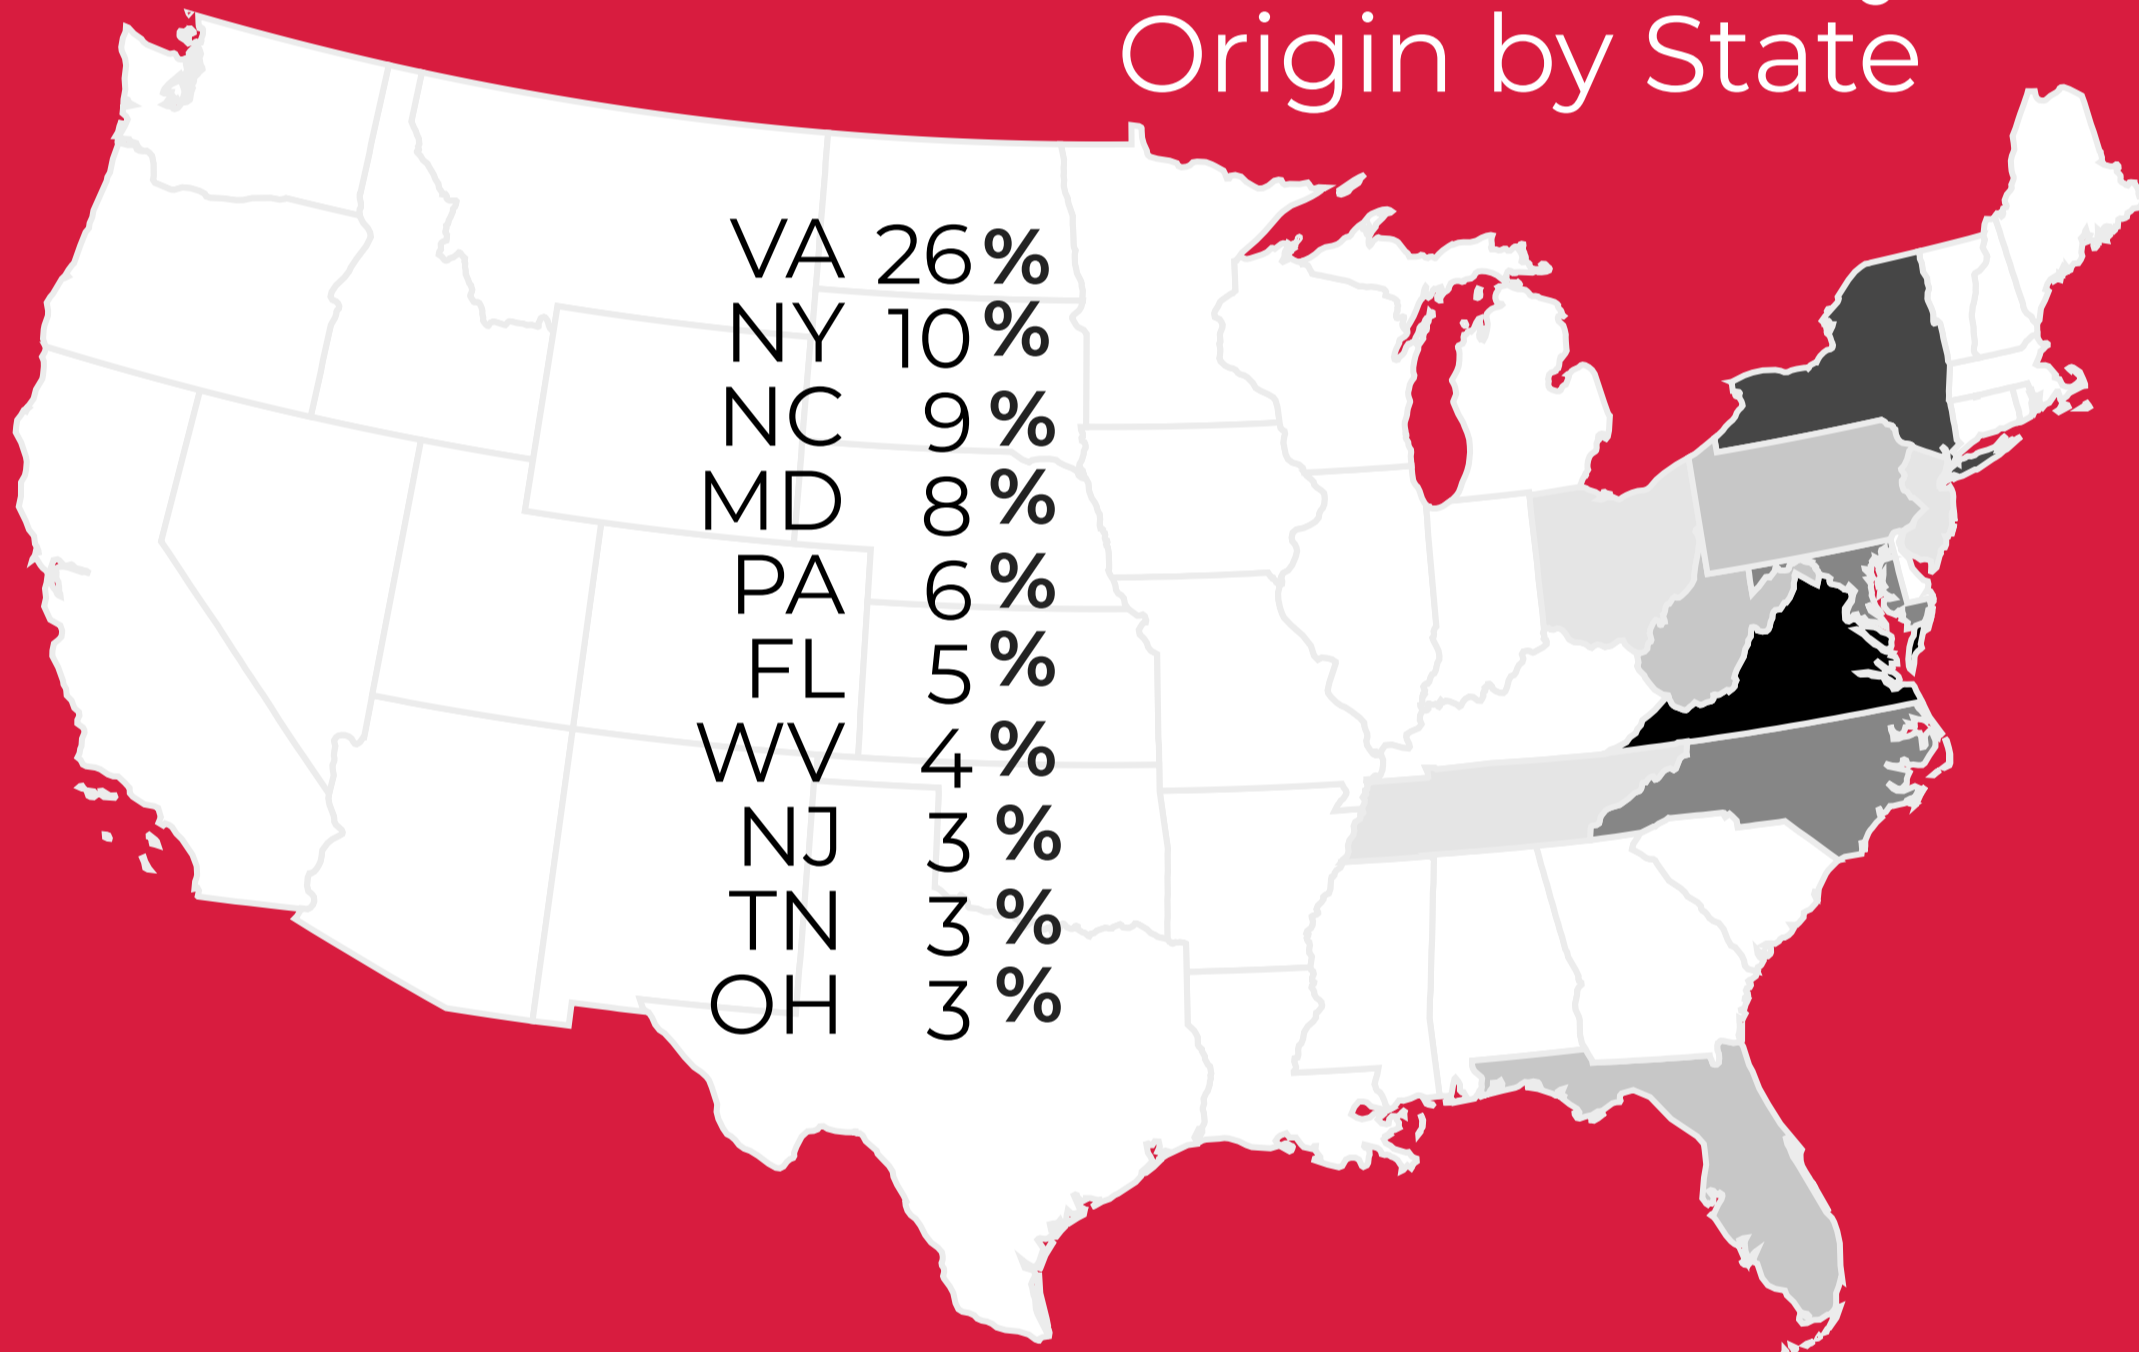 Origin by State
VA 26%
NY 10%
NC 9%
MD 8%
PA 6%
FL 5%
WV 4%
NJ 3%
TN 3%
OH 3%